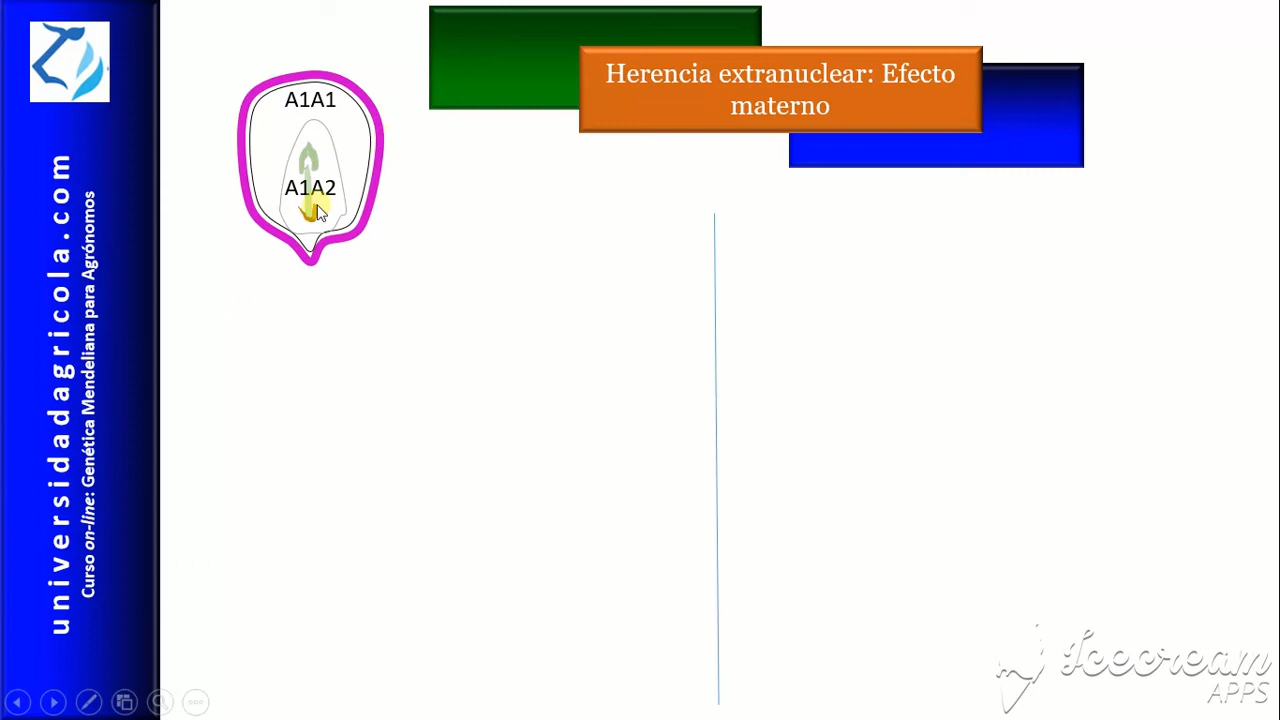 universidadagricola.com
Curso on-line: Genética Mendeliana para Agrónomos
A1A1
A1A2
Herencia extranuclear: Efecto
materno
Icecream
APPS